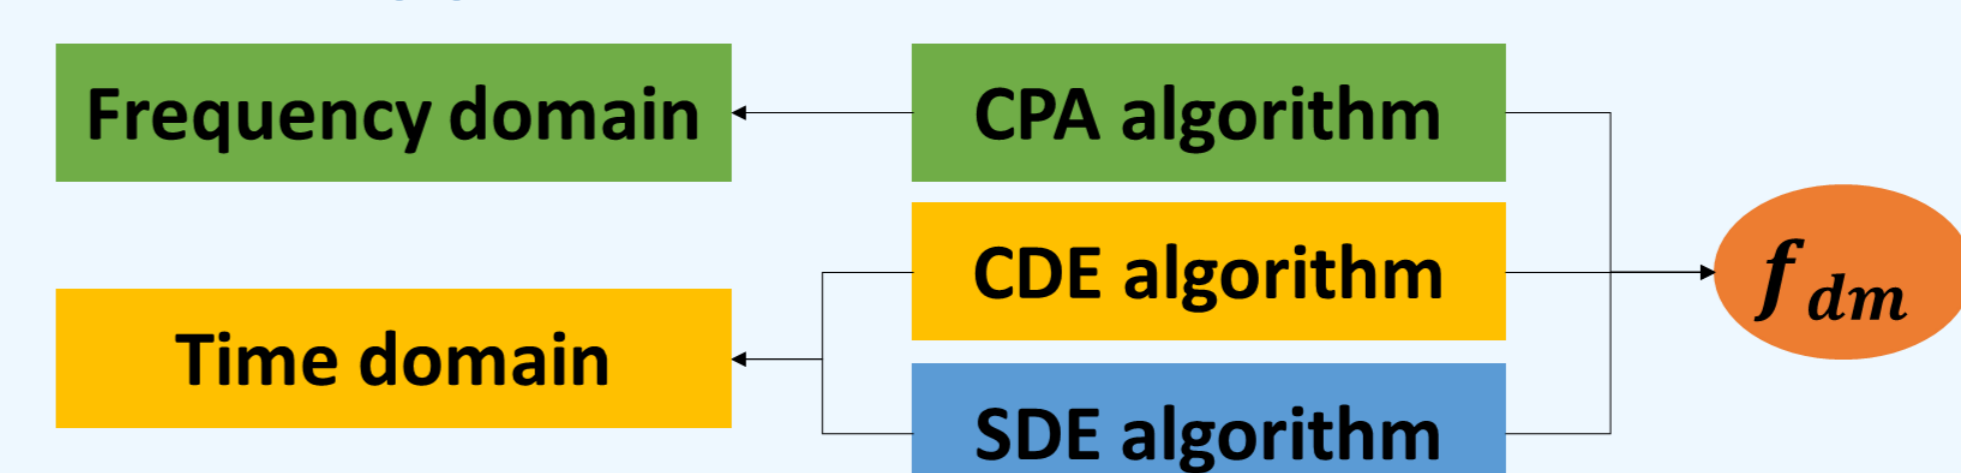 Frequency domain
CPA algorithm
CDE algorithm
Time domain
SDE algorithm
f dm